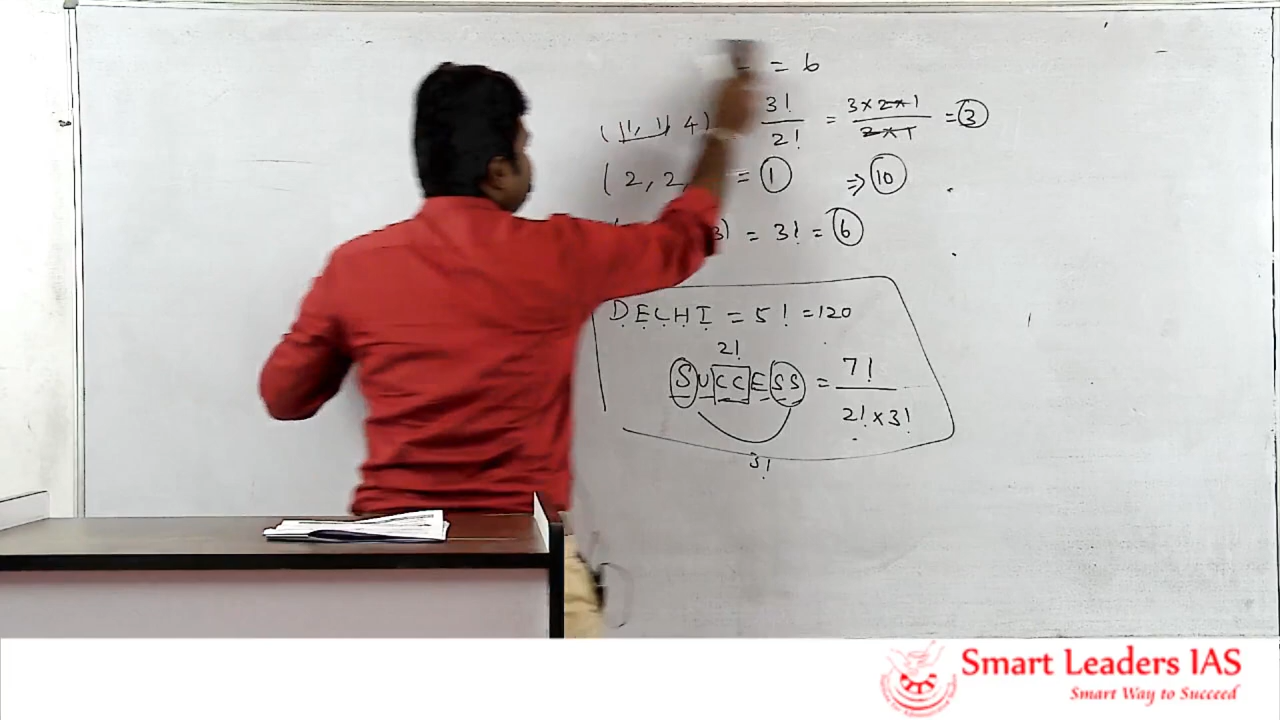 = 6
(1, 1, 4) = 3!/2! = 3×2×1/2×1 = 3
(2, 2, = 1 ⇒ 10
3) = 3! = 6
DELHI = 5! = 120
2!
SUCCESS = 7!/2!×3!
3!
Smart Leaders IAS
Smart Way to Succeed